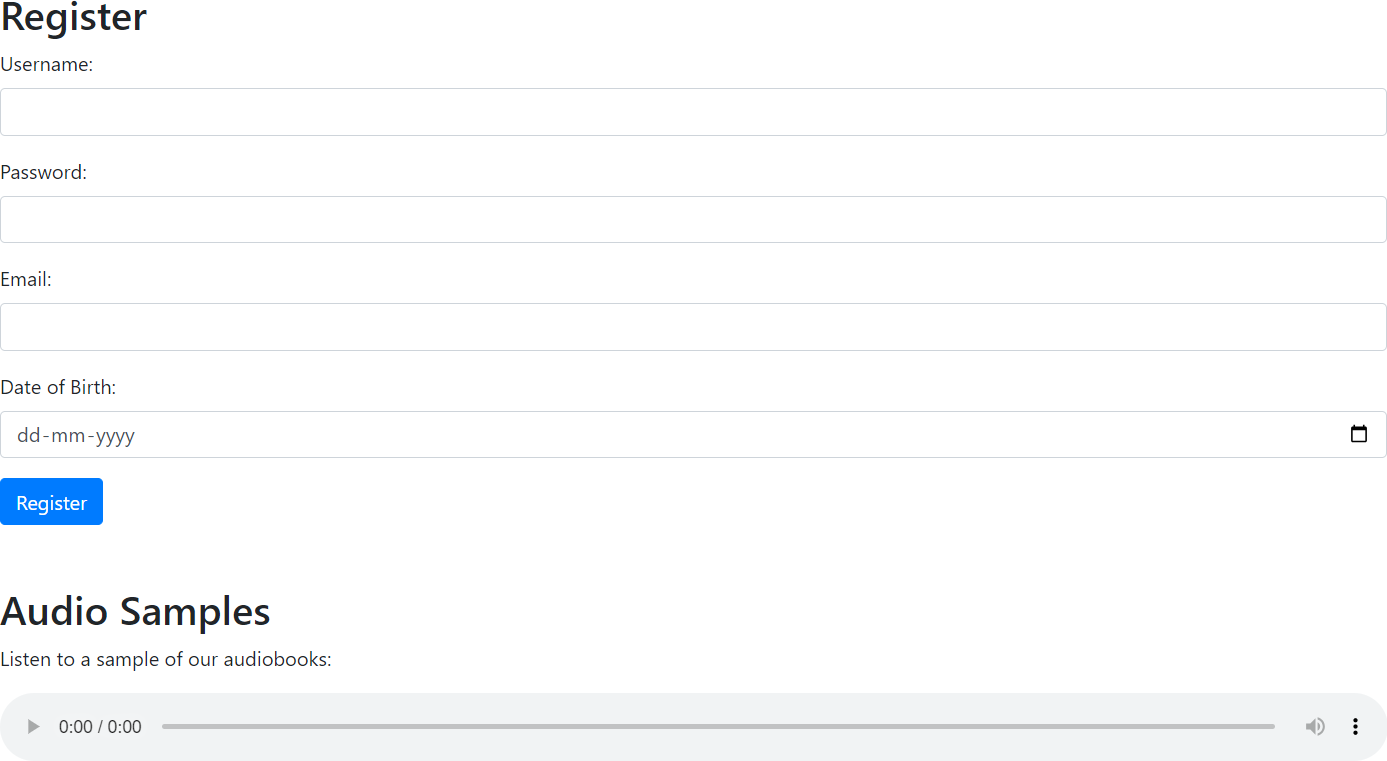 Register
Username:
Password:
Email:
Date of Birth:
dd-mm-yyyy
Register
Audio Samples
Listen to a sample of our audiobooks:
0:00 / 0:00